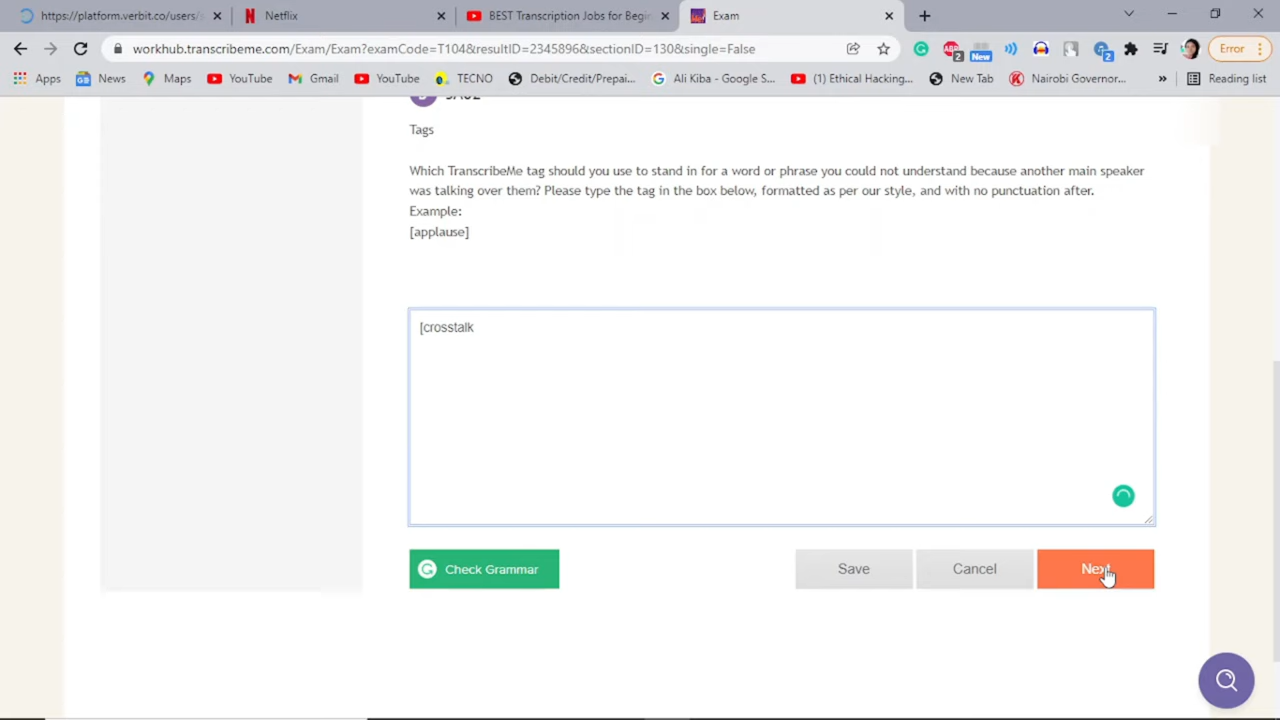 https://platform.verbit.co/users/s
Netflix
BEST Transcription Jobs for Begin
Exam
workhub.transcribeme.com/Exam/Exam?examCode=T104&resultID=2345896&sectionID=130&single=False
2
New
2
Error
Apps
News
Maps
YouTube
Gmail
YouTube
TECNO
Debit/Credit/Prepai...
Ali Kiba - Google S...
(1) Ethical Hacking...
New Tab
Nairobi Governor...
»
Reading list
Tags
Which TranscribeMe tag should you use to stand in for a word or phrase you could not understand because another main speaker
was talking over them? Please type the tag in the box below, formatted as per our style, and with no punctuation after.
Example:
[applause]
[crosstalk
Check Grammar
Save
Cancel
Next